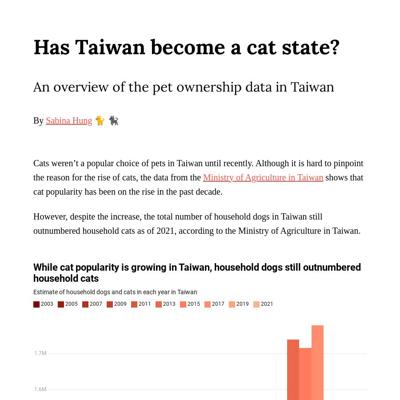 Has Taiwan become a cat state?
An overview of the pet ownership data in Taiwan
By Sabina Hung 🐈 🐈‍⬛
Cats weren't a popular choice of pets in Taiwan until recently. Although it is hard to pinpoint
the reason for the rise of cats, the data from the Ministry of Agriculture in Taiwan shows that
cat popularity has been on the rise in the past decade.
However, despite the increase, the total number of household dogs in Taiwan still
outnumbered household cats as of 2021, according to the Ministry of Agriculture in Taiwan.
While cat popularity is growing in Taiwan, household dogs still outnumbered
household cats
Estimate of household dogs and cats in each year in Taiwan
2003 2005 2007 2009 2011 2013 2015 2017 2019 2021
1.7M
1.6M